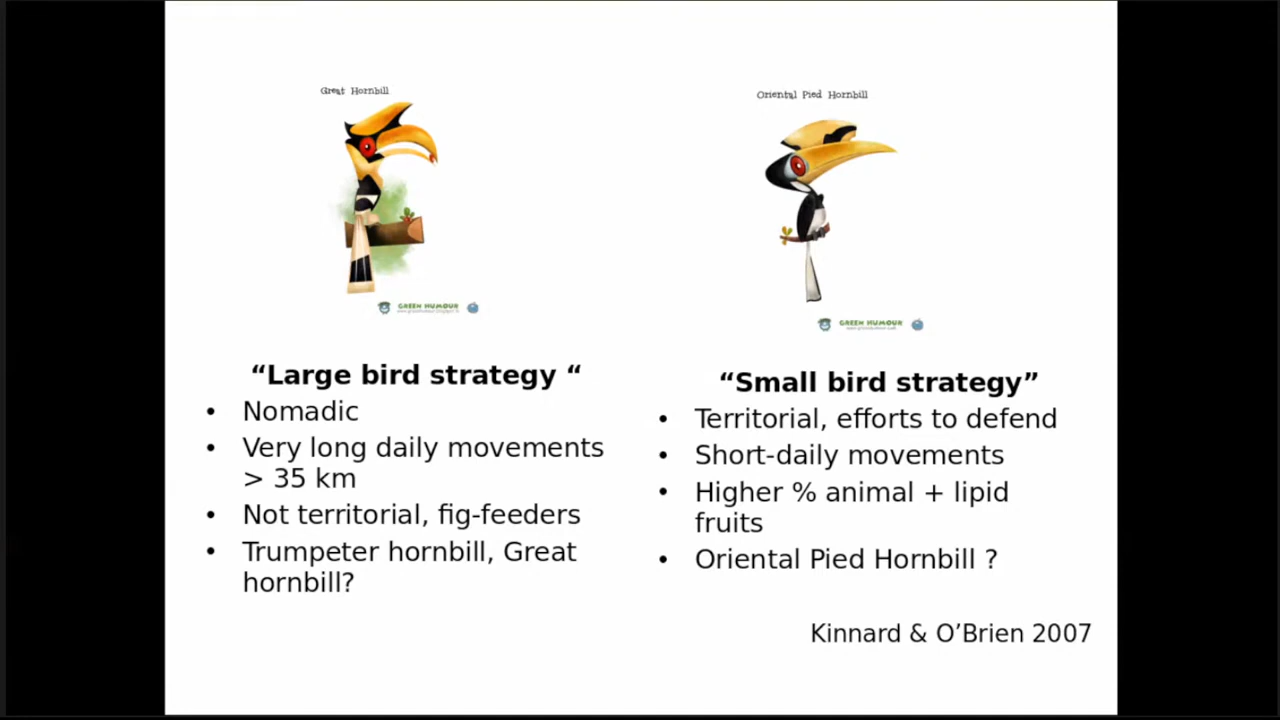 Great Hornbill
GREEN HUMOUR
“Large bird strategy “
• Nomadic
• Very long daily movements
> 35 km
• Not territorial, fig-feeders
• Trumpeter hornbill, Great
hornbill?
Oriental Pied Hornbill
GREEN HUMOUR
“Small bird strategy”
• Territorial, efforts to defend
• Short-daily movements
• Higher % animal + lipid
fruits
• Oriental Pied Hornbill ?
Kinnard & O’Brien 2007